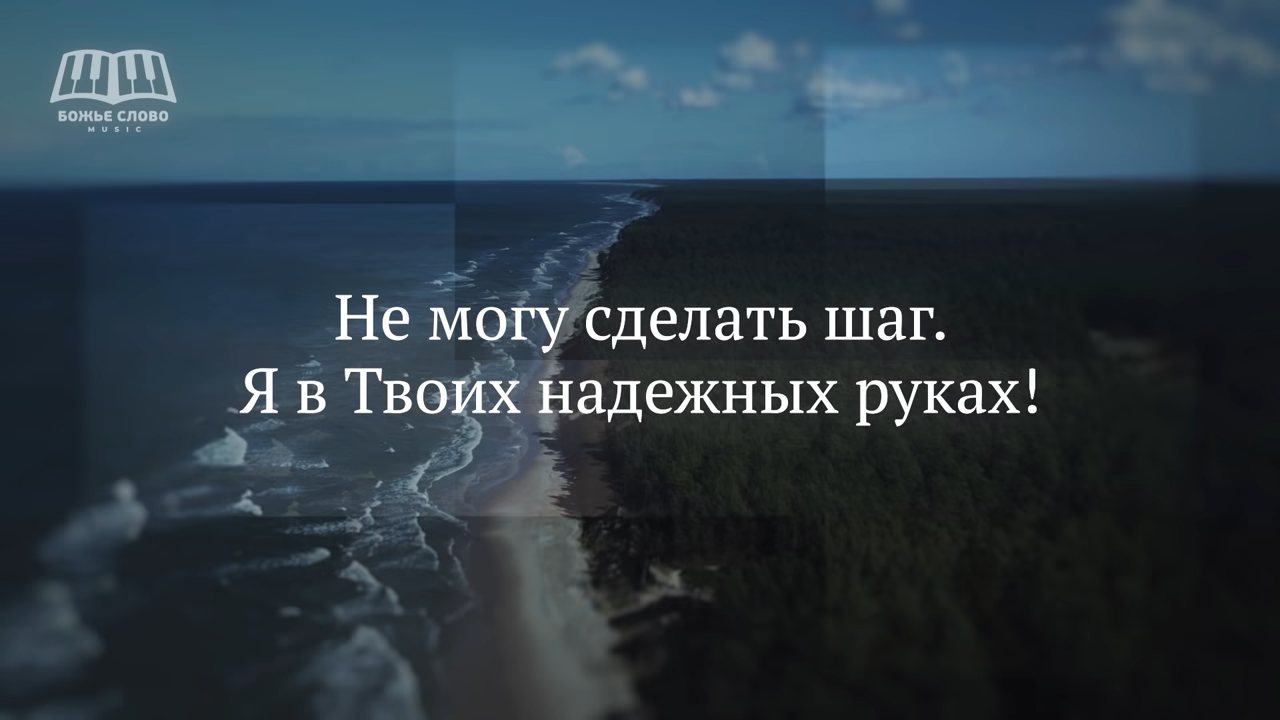 БОЖЬЕ СЛОВО
MUSIC
Не могу сделать шаг.
Я в Твоих надежных руках!